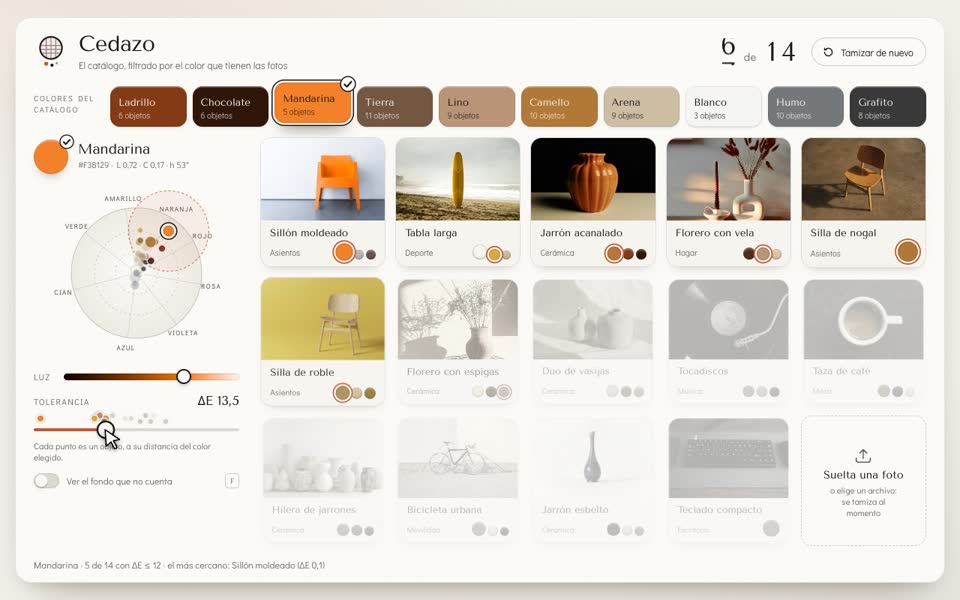 Cedazo
El catálogo, filtrado por el color que tienen las fotos
6 de 14
Tamizar de nuevo
COLORES DEL
CATÁLOGO
Ladrillo
6 objetos
Chocolate
6 objetos
Mandarina
5 objetos
Tierra
11 objetos
Lino
9 objetos
Camello
10 objetos
Arena
9 objetos
Blanco
3 objetos
Humo
10 objetos
Grafito
8 objetos
Mandarina
#F38129 · L 0,72 · C 0,17 · h 53°
AMARILLO
NARANJA
VERDE
ROJO
CIAN
ROSA
VIOLETA
AZUL
LUZ
TOLERANCIA
ΔE 13,5
Cada punto es un objeto, a su distancia del color
elegido.
Ver el fondo que no cuenta
F
Sillón moldeado
Asientos
Tabla larga
Deporte
Jarrón acanalado
Cerámica
Florero con vela
Hogar
Silla de nogal
Asientos
Silla de roble
Asientos
Florero con espigas
Cerámica
Duo de vasijas
Cerámica
Tocadiscos
Música
Taza de café
Mesa
Hilera de jarrones
Cerámica
Bicicleta urbana
Movilidad
Jarrón esbelto
Cerámica
Teclado compacto
Escritorio
Suelta una foto
o elige un archivo:
se tamiza al
momento
Mandarina · 5 de 14 con ΔE ≤ 12 · el más cercano: Sillón moldeado (ΔE 0,1)